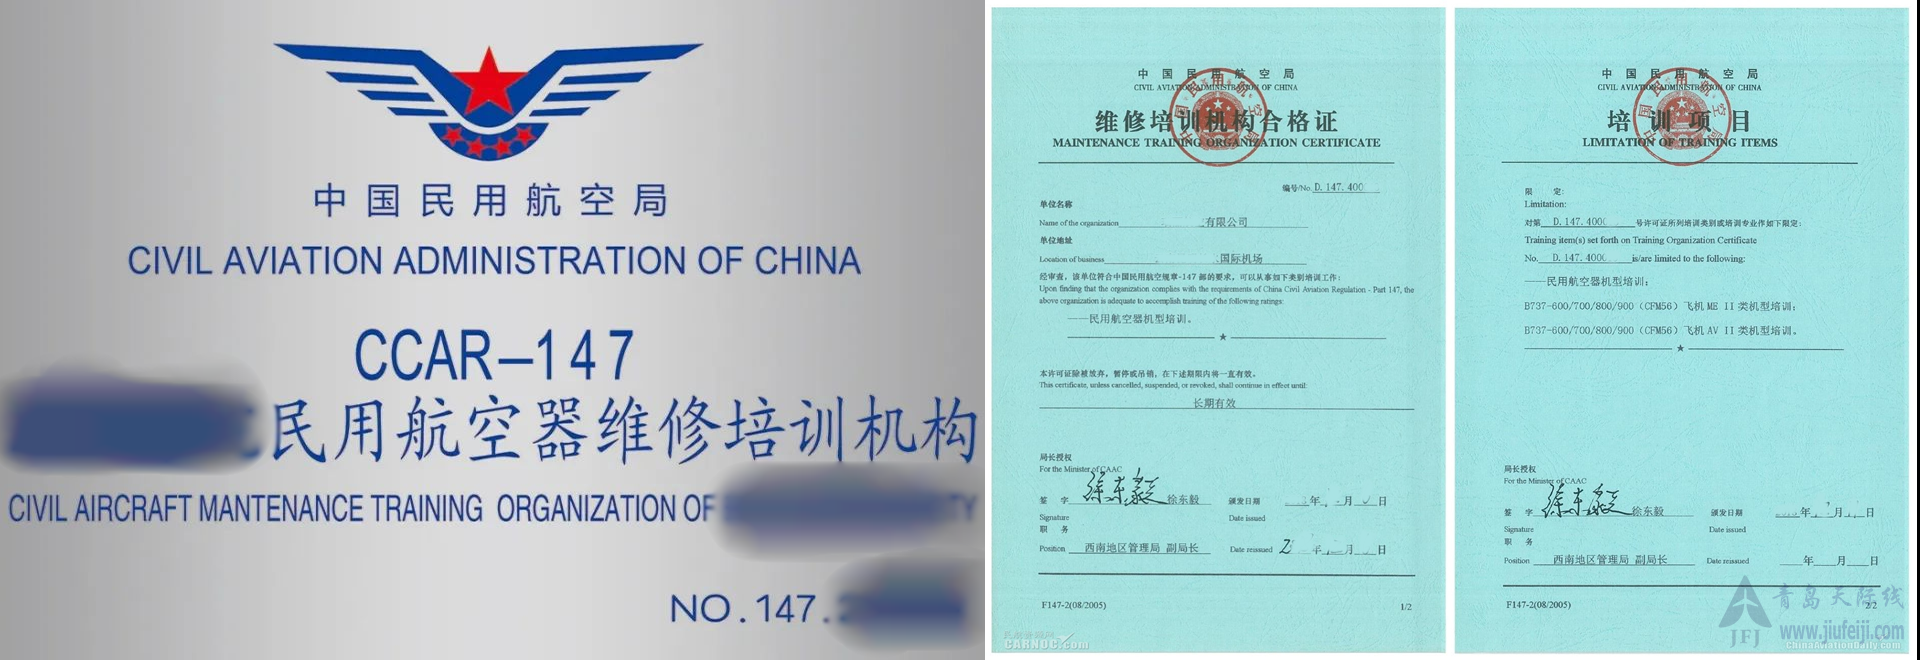 中国民用航空局
CIVIL AVIATION ADMINISTRATION OF CHINA
CCAR-147
民用航空器维修培训机构
CIVIL AIRCRAFT MANTENANCE TRAINING ORGANIZATION OF
NO.147.
中国民用航空局
CIVIL AVIATION ADMINISTRATION OF CHINA
维修培训机构合格证
MAINTENANCE TRAINING ORGANIZATION CERTIFICATE
编号/No. D.147.400
单位名称
Name of the organization 有限公司
单位地址
Location of business 国际机场
经审查，该单位符合中国民用航空规章-147部的要求，可以从事如下类别培训工作：
Upon finding that the organization complies with the requirements of China Civil Aviation Regulation - Part 147, the
above organization is adequate to accomplish training of the following ratings:
——民用航空器机型培训。
本许可证除被放弃，暂停或吊销，在下述期限内将一直有效。
This certificate, unless cancelled, suspended, or revoked, shall continue in effect until:
长期有效
局长授权
For the Minister of CAAC
签字 徐东毅 徐东毅 颁发日期 年 月 日
Signature Date issued
职务
Position 西南地区管理局 副局长 Date reissued 2 年 月 日
F147-2(08/2005) 1/2
CARNOC.com
中国民用航空局
CIVIL AVIATION ADMINISTRATION OF CHINA
培训项目
LIMITATION OF TRAINING ITEMS
限定:
Limitation:
对第 D.147.400 号许可证所列培训类别或培训专业作如下限定:
Training item(s) set forth on Training Organization Certificate
No. D.147.400 is/are limited to the following:
——民用航空器机型培训；
B737-600/700/800/900（CFM56）飞机 ME II 类机型培训；
B737-600/700/800/900（CFM56）飞机 AV II 类机型培训。
局长授权
For the Minister of CAAC
签字 徐东毅 徐东毅 颁发日期 年 月 日
Signature Date issued
职务
Position 西南地区管理局 副局长 Date reissued 年 月 日
F147-2(08/2005) 2/2
青岛天际线
JFJ www.jiufeiji.com
ChinaAviationDaily.com